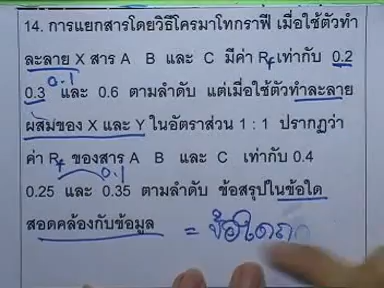 14. การแยกสารโดยวิธีโครมาโทกราฟี เมื่อใช้ตัวทำ
ละลาย X สาร A B และ C มีค่า Rf เท่ากับ 0.2
0.1
0.3 และ 0.6 ตามลำดับ แต่เมื่อใช้ตัวทำละลาย
ผสมของ X และ Y ในอัตราส่วน 1 : 1 ปรากฏว่า
ค่า Rf ของสาร A B และ C เท่ากับ 0.4
0.1
0.25 และ 0.35 ตามลำดับ ข้อสรุปในข้อใด
สอดคล้องกับข้อมูล = ข้อใดถูก